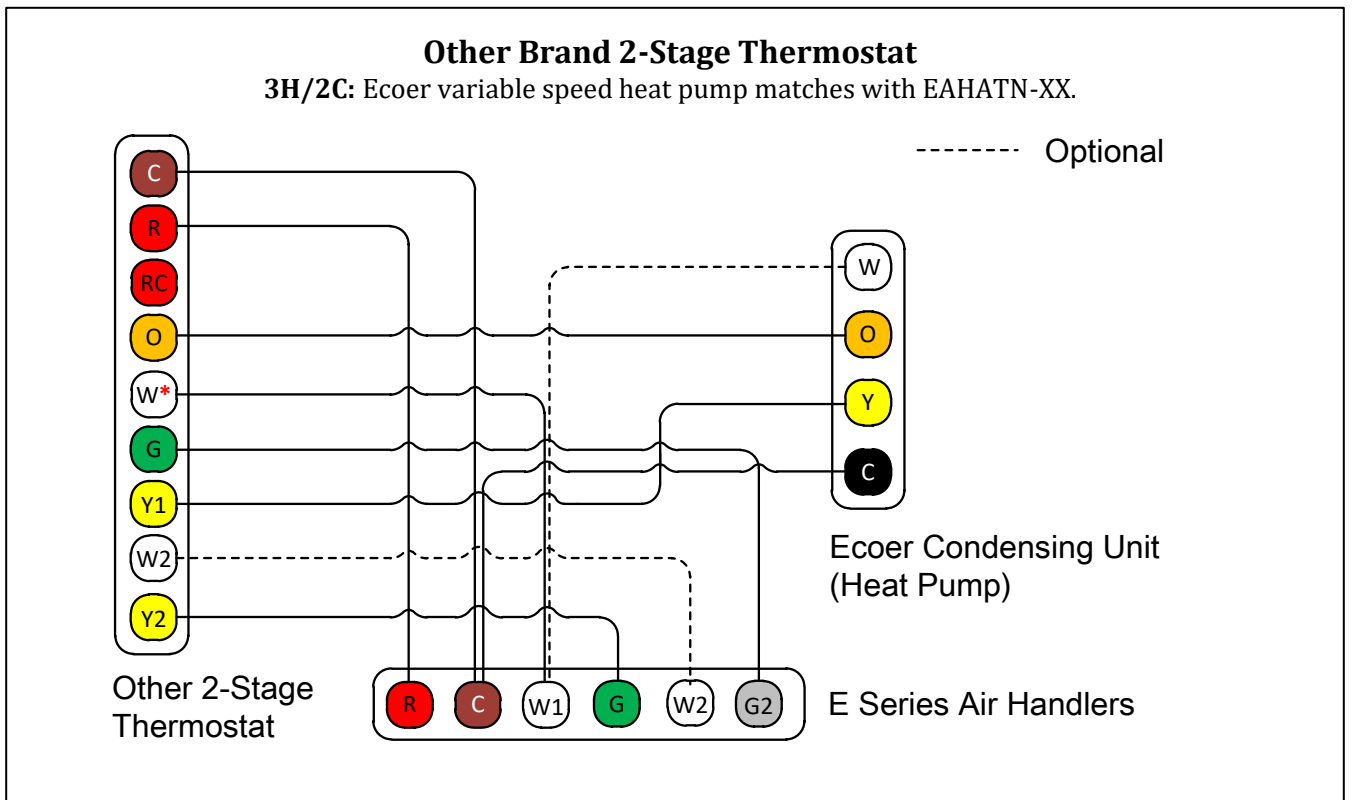 Other Brand 2-Stage Thermostat
3H/2C: Ecoer variable speed heat pump matches with EAHATN-XX.
Optional
C
R
RC
O
W*
G
Y1
W2
Y2
Other 2-Stage
Thermostat
W
O
Y
C
Ecoer Condensing Unit
(Heat Pump)
R
C
W1
G
W2
G2
E Series Air Handlers